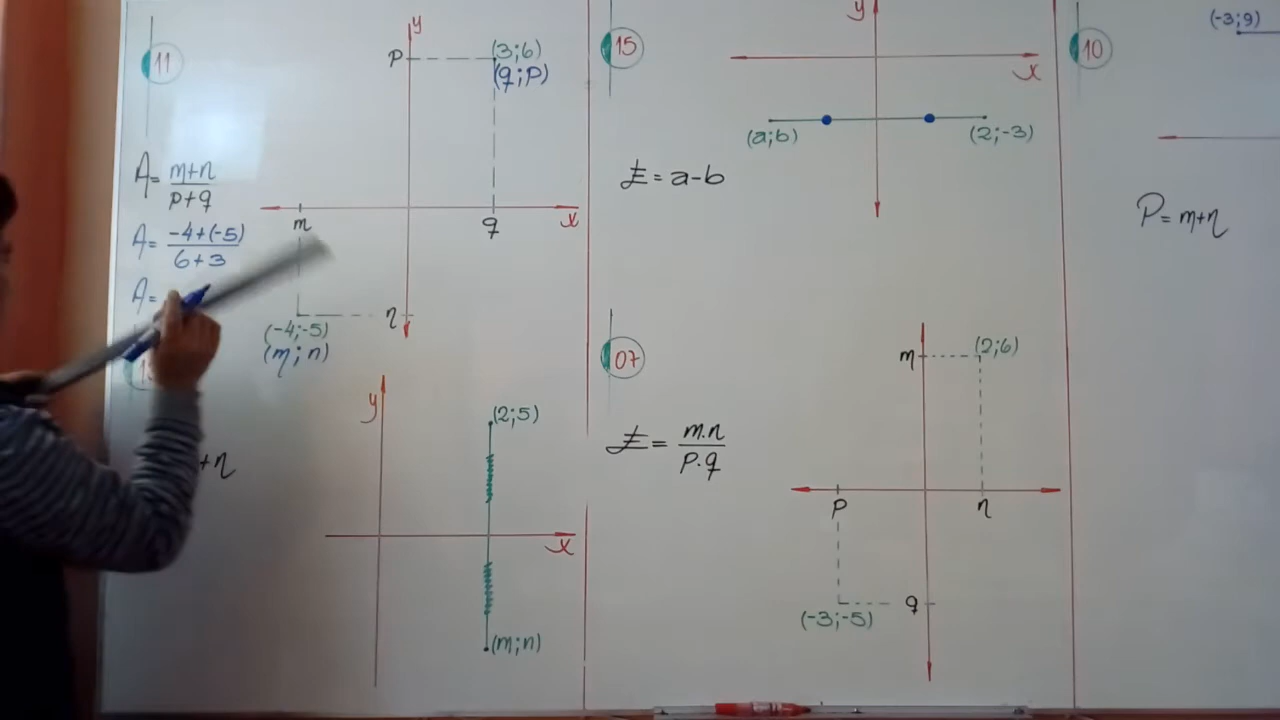 11
y
p
(3;6)
(q;p)
A= m+n
p+q
m
q
x
A= -4+(-5)
6+3
A=
n
(-4;-5)
(m;n)
y
(2;5)
+n
x
(m;n)
15
y
x
(a;b)
(2;-3)
E = a-b
07
m
(2;6)
E = m.n
p.q
p
n
q
(-3;-5)
10
(-3;9)
P= m+n